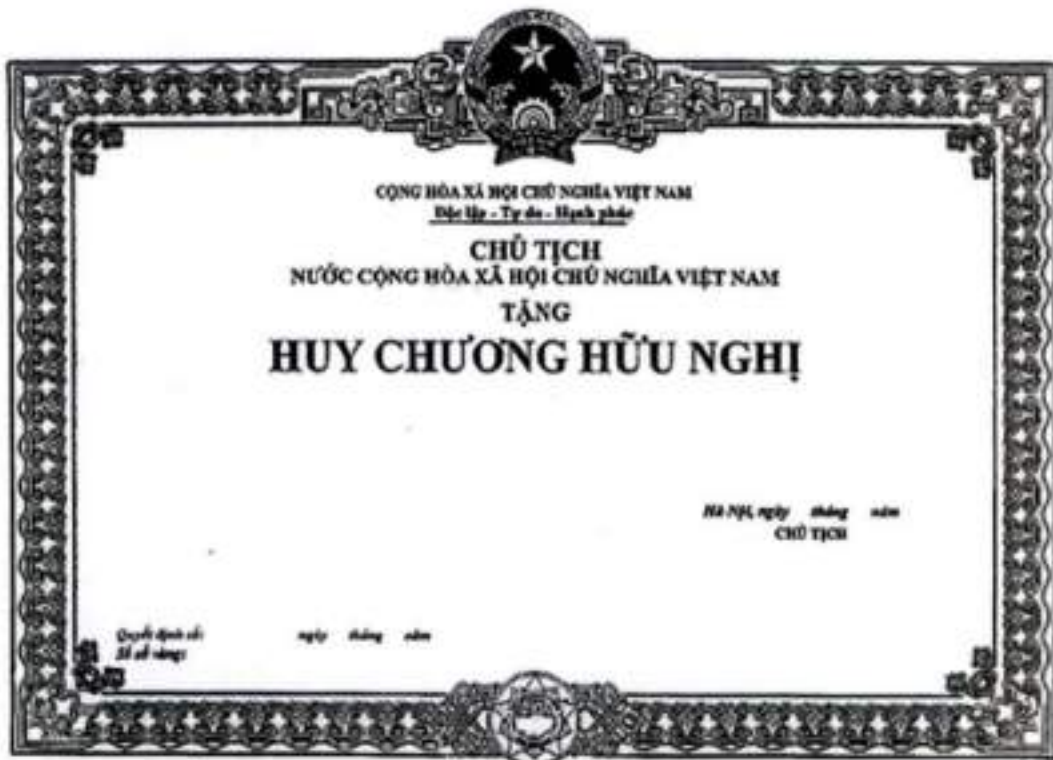 CỘNG HÒA XÃ HỘI CHỦ NGHĨA VIỆT NAM
Độc lập - Tự do - Hạnh phúc
CHỦ TỊCH
NƯỚC CỘNG HÒA XÃ HỘI CHỦ NGHĨA VIỆT NAM
TẶNG
HUY CHƯƠNG HỮU NGHỊ
Hà Nội, ngày tháng năm
CHỦ TỊCH
Quyết định số: ngày tháng năm
Số sổ vàng: